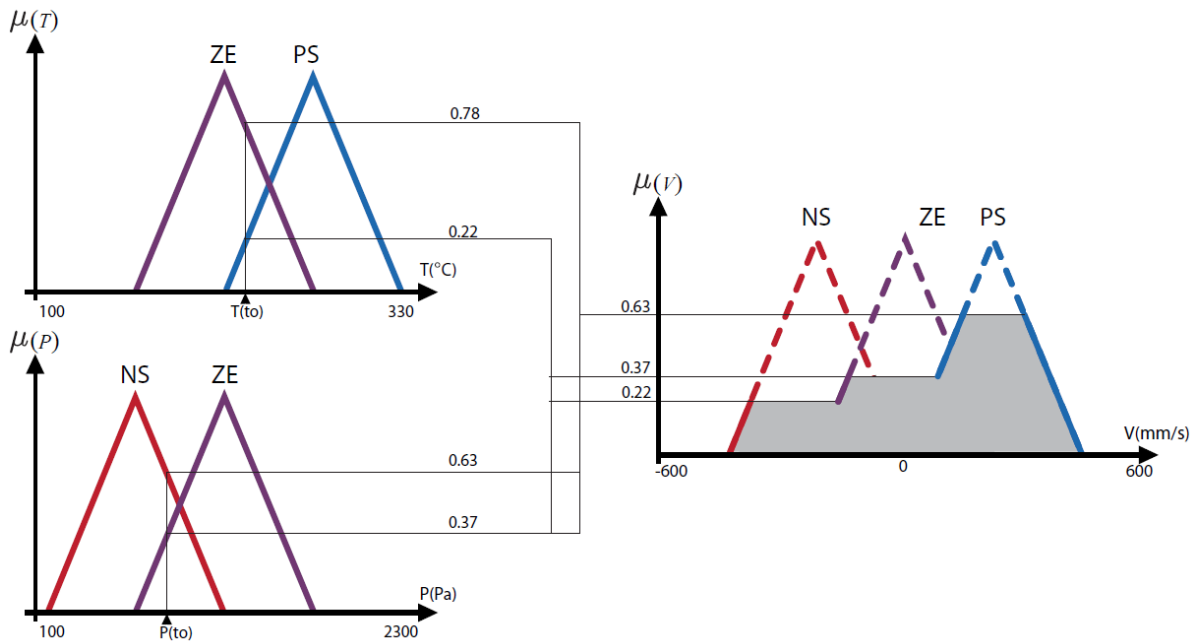 μ(T)
ZE PS
0.78
0.22
T(°C)
100 T(to) 330
μ(P)
NS ZE
0.63
0.37
P(Pa)
100 P(to) 2300
μ(V)
NS ZE PS
0.63
0.37
0.22
V(mm/s)
-600 0 600